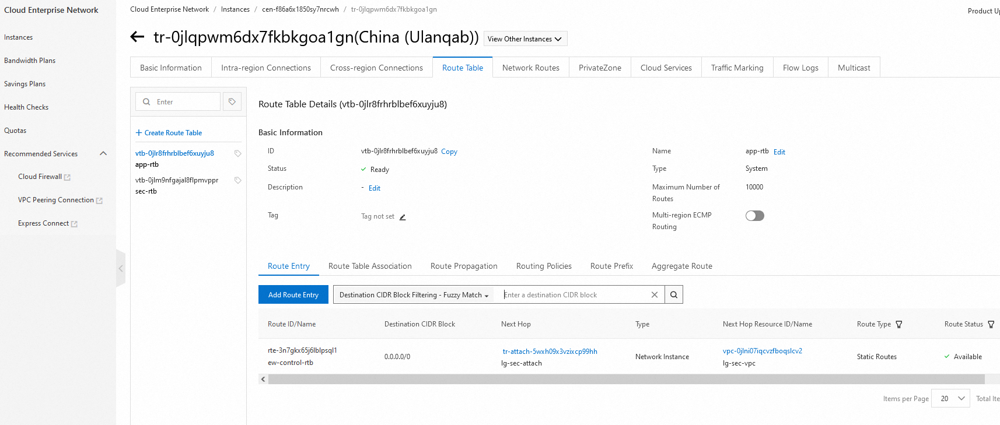 Cloud Enterprise Network
Instances
Bandwidth Plans
Savings Plans
Health Checks
Quotas
Recommended Services
Cloud Firewall
VPC Peering Connection
Express Connect
Cloud Enterprise Network / Instances / cen-f86a6x1850sy7nrcwh / tr-0jlqpwm6dx7fkbkgoa1gn
Product Up
tr-0jlqpwm6dx7fkbkgoa1gn(China (Ulanqab))
View Other Instances
Basic Information
Intra-region Connections
Cross-region Connections
Route Table
Network Routes
PrivateZone
Cloud Services
Traffic Marking
Flow Logs
Multicast
Enter
+ Create Route Table
vtb-0jlr8frhrblbef6xuyju8
app-rtb
vtb-0jlm9nfgajal8flpmvppr
sec-rtb
Route Table Details (vtb-0jlr8frhrblbef6xuyju8)
Basic Information
ID
vtb-0jlr8frhrblbef6xuyju8 Copy
Name
app-rtb Edit
Status
Ready
Type
System
Description
- Edit
Maximum Number of
Routes
10000
Tag
Tag not set
Multi-region ECMP
Routing
Route Entry
Route Table Association
Route Propagation
Routing Policies
Route Prefix
Aggregate Route
Add Route Entry
Destination CIDR Block Filtering - Fuzzy Match
Enter a destination CIDR block
Route ID/Name
Destination CIDR Block
Next Hop
Type
Next Hop Resource ID/Name
Route Type
Route Status
rte-3n7gkx65j6lblpsql1
ew-control-rtb
0.0.0.0/0
tr-attach-5wxh09x3vzixcp99hh
lg-sec-attach
Network Instance
vpc-0jlni07iqcvzfboqslcv2
lg-sec-vpc
Static Routes
Available
Items per Page
20
Total Ite